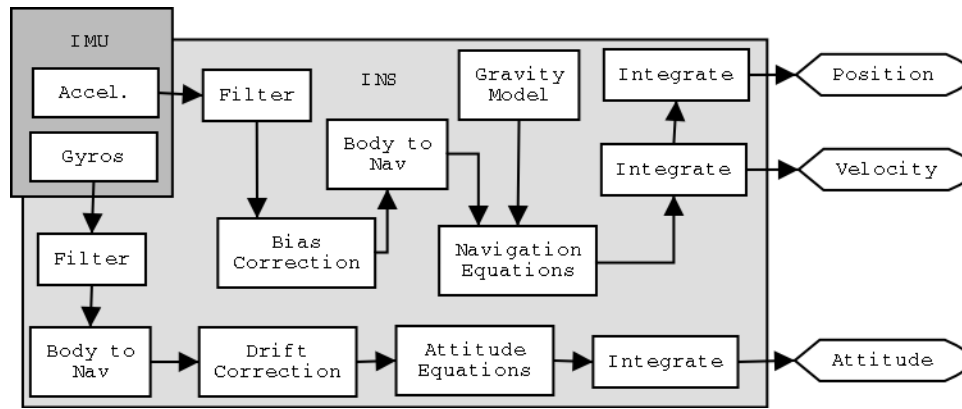 IMU
Accel.
Gyros
INS
Filter
Gravity
Model
Integrate
Position
Body to
Nav
Integrate
Velocity
Bias
Correction
Navigation
Equations
Filter
Body to
Nav
Drift
Correction
Attitude
Equations
Integrate
Attitude